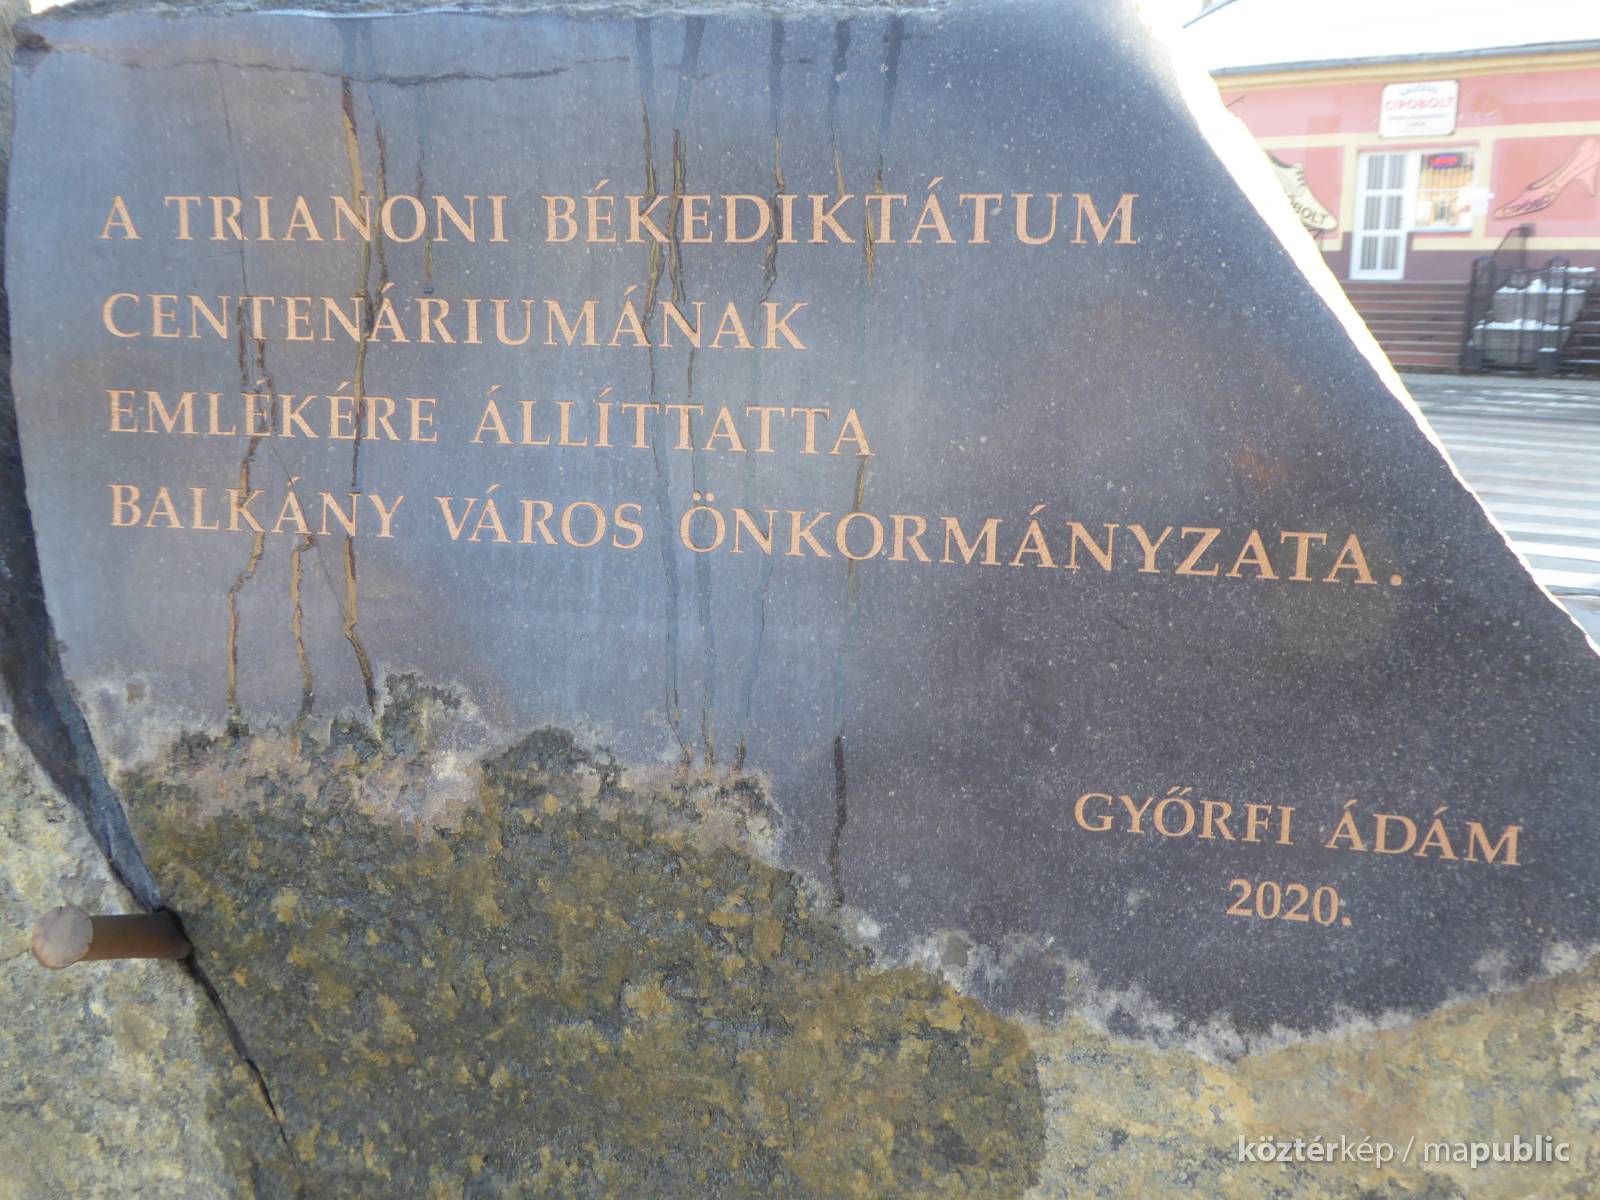 A TRIANONI BÉKEDIKTÁTUM
CENTENÁRIUMÁNAK
EMLÉKÉRE ÁLLÍTTATTA
BALKÁNY VÁROS ÖNKORMÁNYZATA.
GYŐRFI ÁDÁM
2020.
CIPŐBOLT
köztérkép / mapublic